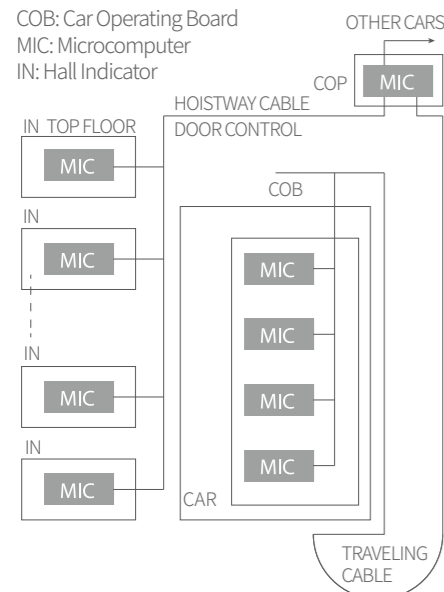 COB: Car Operating Board
MIC: Microcomputer
IN: Hall Indicator
OTHER CARS
COP
MIC
HOISTWAY CABLE
DOOR CONTROL
IN TOP FLOOR
MIC
COB
IN
MIC
MIC
MIC
IN
MIC
MIC
IN
MIC
MIC
CAR
TRAVELING
CABLE